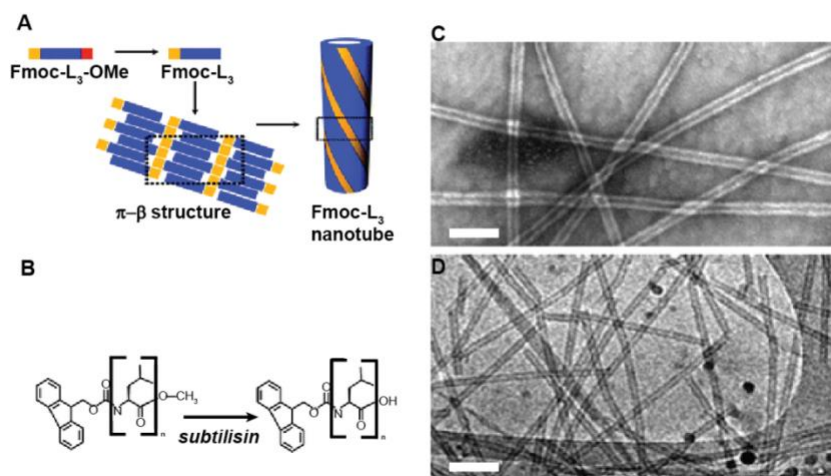 A
Fmoc-L3-OMe
Fmoc-L3
π–β structure
Fmoc-L3
nanotube
B
O
O
N
O
O—CH3
n
subtilisin
O
O
N
O
OH
n
C
D